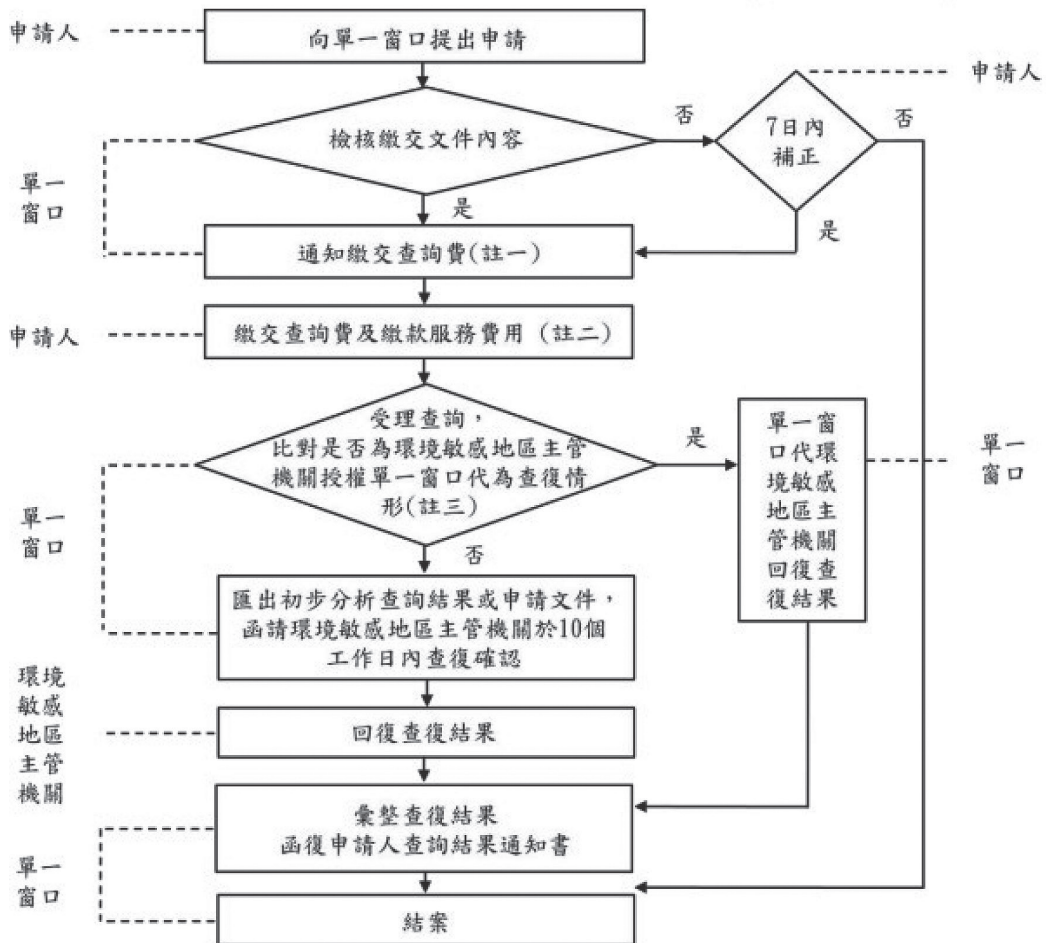 申請人
向單一窗口提出申請
申請人
檢核繳交文件內容
否
7日內
補正
否
單一
窗口
是
是
通知繳交查詢費(註一)
申請人
繳交查詢費及繳款服務費用 (註二)
受理查詢，
比對是否為環境敏感地區主管
機關授權單一窗口代為查復情
形(註三)
是
單一窗
口代環
境敏感
地區主
管機關
回復查
復結果
單一
窗口
單一
窗口
否
匯出初步分析查詢結果或申請文件，
函請環境敏感地區主管機關於10個
工作日內查復確認
環境
敏感
地區
主管
機關
回復查復結果
彙整查復結果
函復申請人查詢結果通知書
單一
窗口
結案